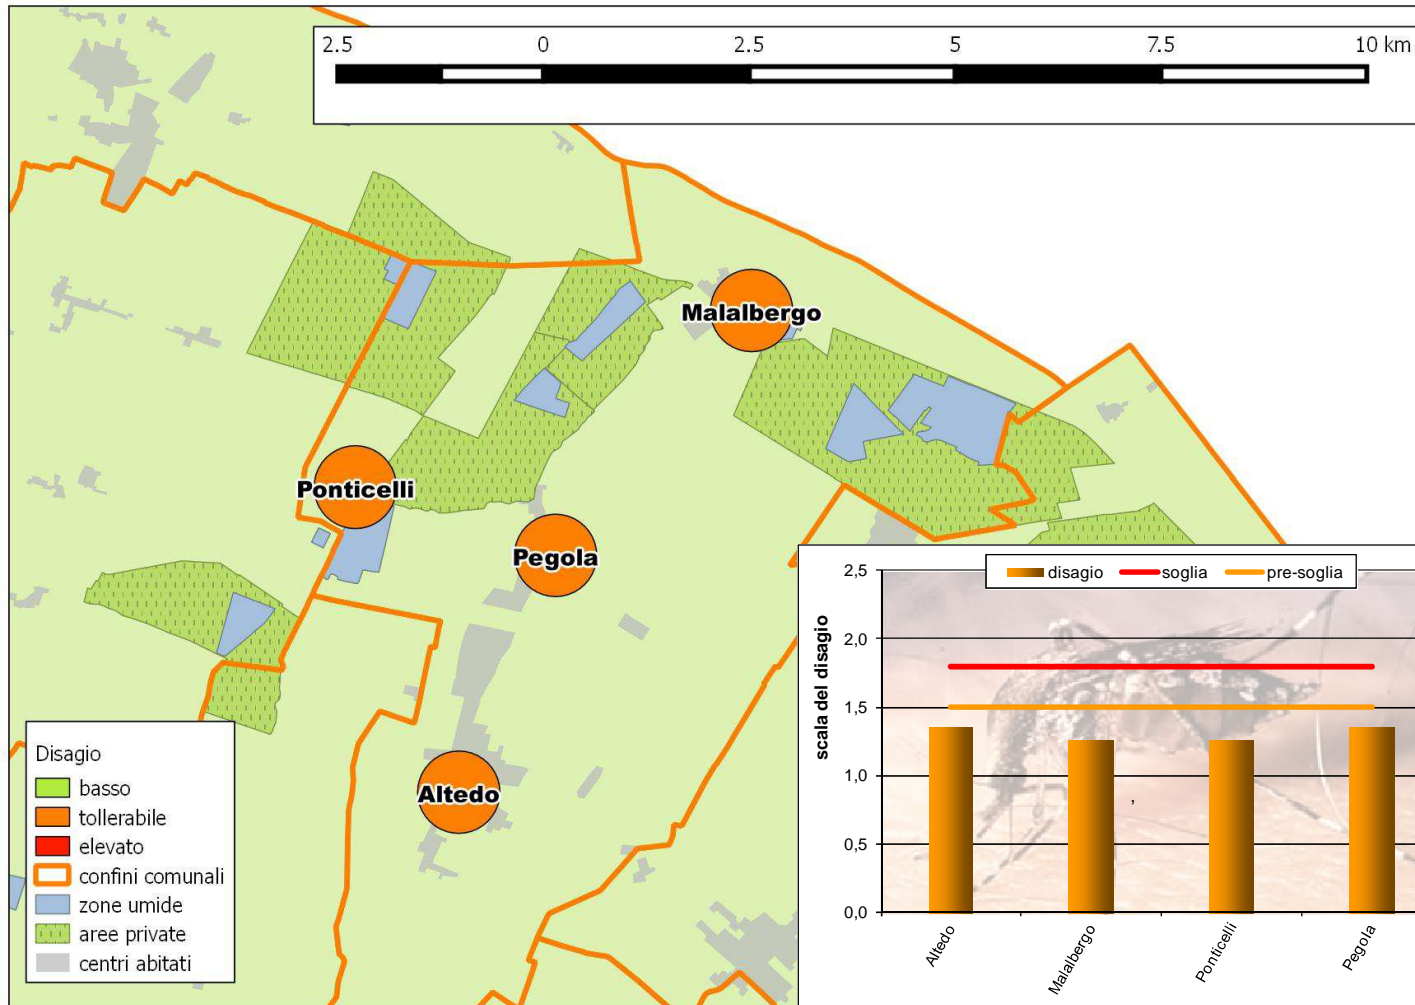 2.5 0 2.5 5 7.5 10 km
Malalbergo
Ponticelli
Pegola
Altedo
Disagio
basso
tollerabile
elevato
confini comunali
zone umide
aree private
centri abitati
disagio soglia pre-soglia
scala del disagio
2,5
2,0
1,5
1,0
0,5
0,0
,
Altedo Malalbergo Ponticelli Pegola